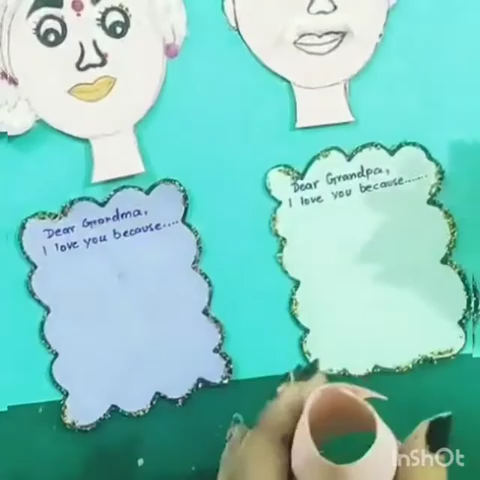 Dear Grandma,
I love you because....
Dear Grandpa,
I love you because......
InShOt